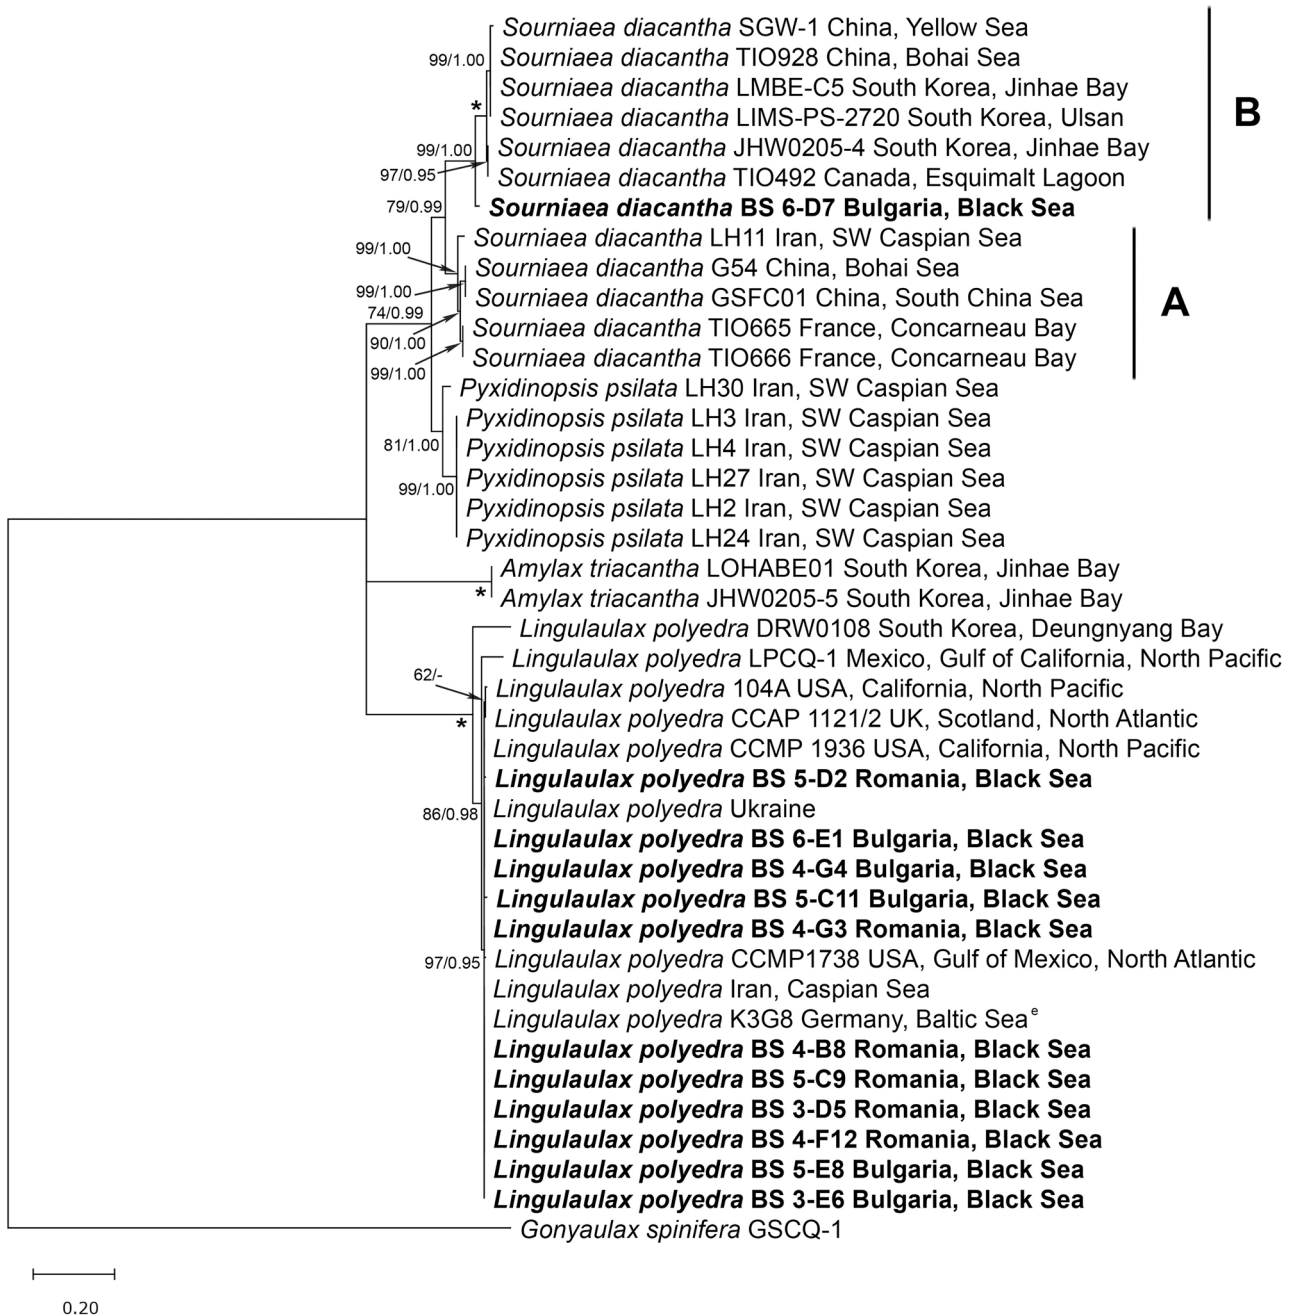 Sourniaea diacantha SGW-1 China, Yellow Sea
99/1.00
Sourniaea diacantha TIO928 China, Bohai Sea
Sourniaea diacantha LMBE-C5 South Korea, Jinhae Bay
*
B
Sourniaea diacantha LIMS-PS-2720 South Korea, Ulsan
99/1.00
Sourniaea diacantha JHW0205-4 South Korea, Jinhae Bay
97/0.95
Sourniaea diacantha TIO492 Canada, Esquimalt Lagoon
79/0.99
Sourniaea diacantha BS 6-D7 Bulgaria, Black Sea
Sourniaea diacantha LH11 Iran, SW Caspian Sea
99/1.00
Sourniaea diacantha G54 China, Bohai Sea
99/1.00
Sourniaea diacantha GSFC01 China, South China Sea
A
74/0.99
Sourniaea diacantha TIO665 France, Concarneau Bay
90/1.00
Sourniaea diacantha TIO666 France, Concarneau Bay
99/1.00
Pyxidinopsis psilata LH30 Iran, SW Caspian Sea
Pyxidinopsis psilata LH3 Iran, SW Caspian Sea
81/1.00
Pyxidinopsis psilata LH4 Iran, SW Caspian Sea
Pyxidinopsis psilata LH27 Iran, SW Caspian Sea
99/1.00
Pyxidinopsis psilata LH2 Iran, SW Caspian Sea
Pyxidinopsis psilata LH24 Iran, SW Caspian Sea
Amylax triacantha LOHABE01 South Korea, Jinhae Bay
*
Amylax triacantha JHW0205-5 South Korea, Jinhae Bay
Lingulaulax polyedra DRW0108 South Korea, Deungnyang Bay
Lingulaulax polyedra LPCQ-1 Mexico, Gulf of California, North Pacific
62/-
Lingulaulax polyedra 104A USA, California, North Pacific
*
Lingulaulax polyedra CCAP 1121/2 UK, Scotland, North Atlantic
Lingulaulax polyedra CCMP 1936 USA, California, North Pacific
Lingulaulax polyedra BS 5-D2 Romania, Black Sea
86/0.98
Lingulaulax polyedra Ukraine
Lingulaulax polyedra BS 6-E1 Bulgaria, Black Sea
Lingulaulax polyedra BS 4-G4 Bulgaria, Black Sea
Lingulaulax polyedra BS 5-C11 Bulgaria, Black Sea
Lingulaulax polyedra BS 4-G3 Romania, Black Sea
97/0.95
Lingulaulax polyedra CCMP1738 USA, Gulf of Mexico, North Atlantic
Lingulaulax polyedra Iran, Caspian Sea
Lingulaulax polyedra K3G8 Germany, Baltic Sea e
Lingulaulax polyedra BS 4-B8 Romania, Black Sea
Lingulaulax polyedra BS 5-C9 Romania, Black Sea
Lingulaulax polyedra BS 3-D5 Romania, Black Sea
Lingulaulax polyedra BS 4-F12 Romania, Black Sea
Lingulaulax polyedra BS 5-E8 Bulgaria, Black Sea
Lingulaulax polyedra BS 3-E6 Bulgaria, Black Sea
Gonyaulax spinifera GSCQ-1
0.20